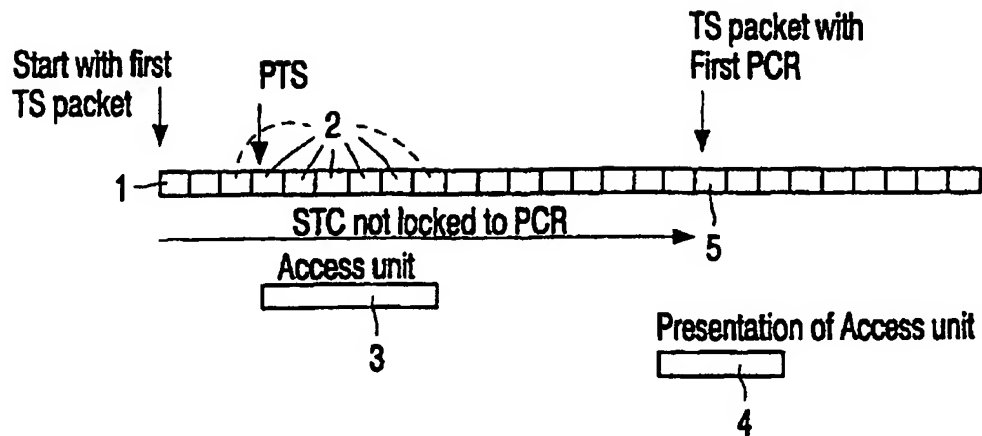 Start with first
TS packet
PTS
TS packet with
First PCR
2
1
STC not locked to PCR
5
Access unit
3
Presentation of Access unit
4